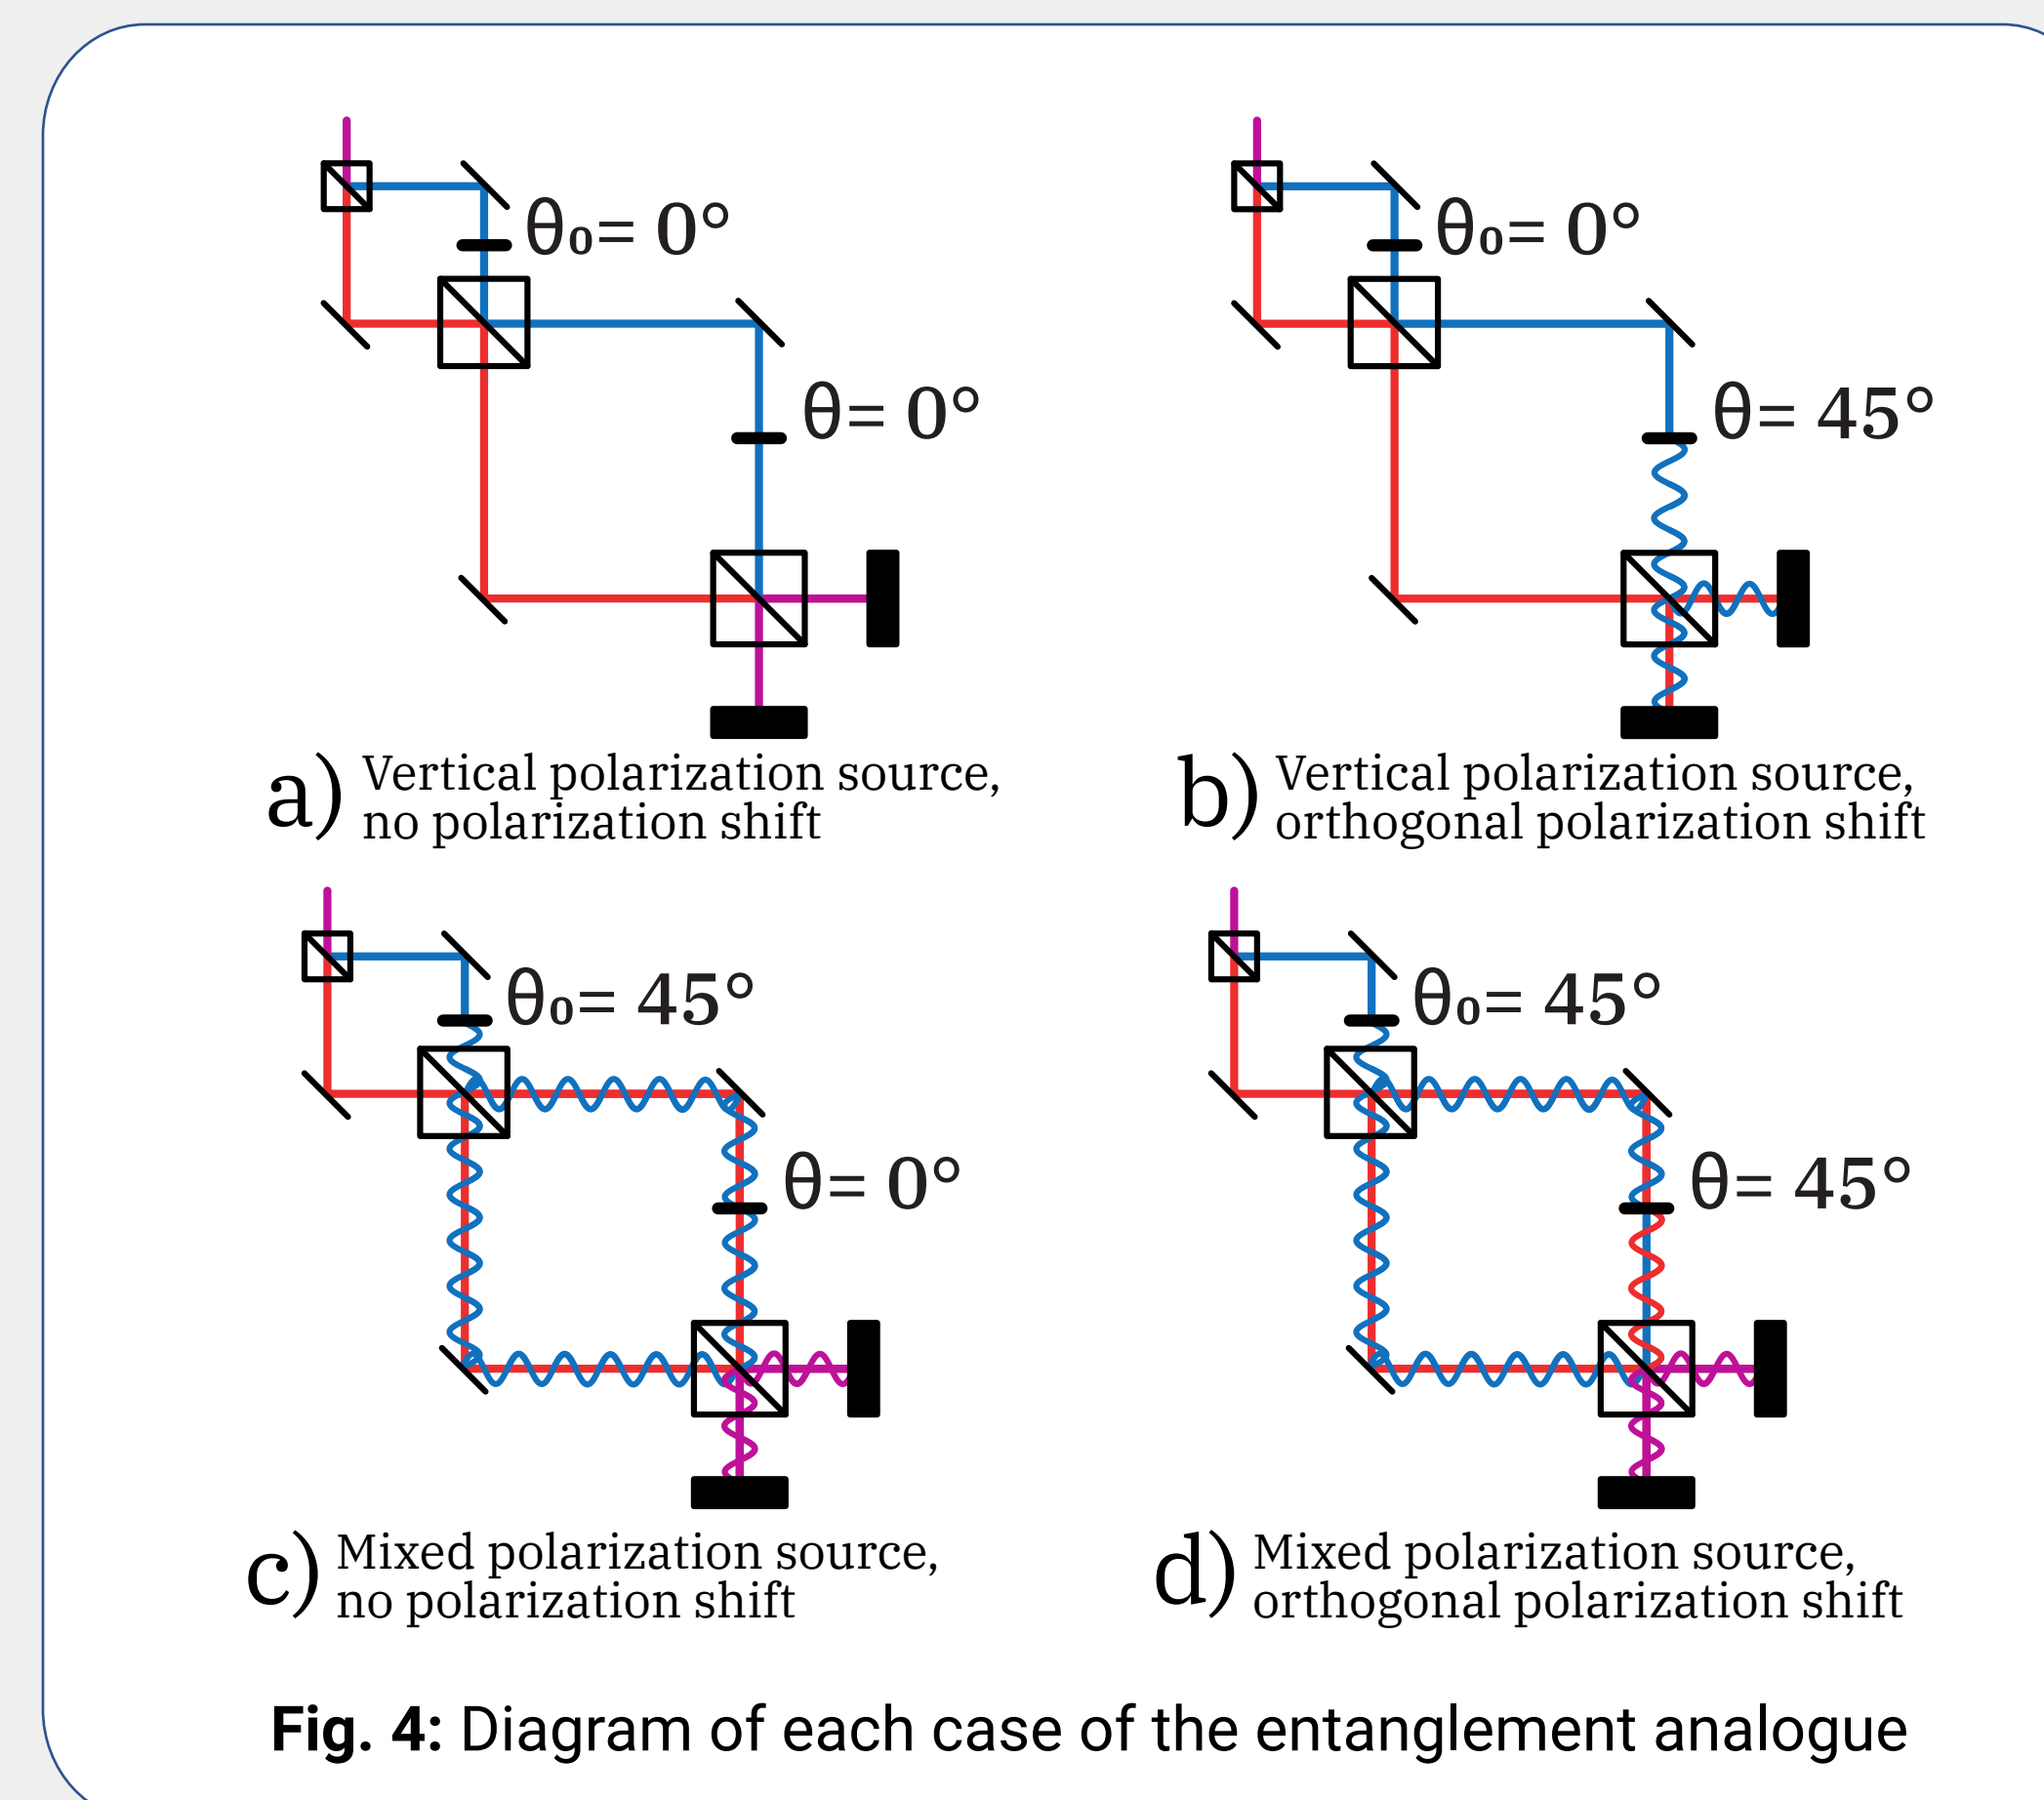 θ₀= 0°
θ= 0°
a) Vertical polarization source,
no polarization shift
θ₀= 0°
θ= 45°
b) Vertical polarization source,
orthogonal polarization shift
θ₀= 45°
θ= 0°
c) Mixed polarization source,
no polarization shift
θ₀= 45°
θ= 45°
d) Mixed polarization source,
orthogonal polarization shift
Fig. 4: Diagram of each case of the entanglement analogue